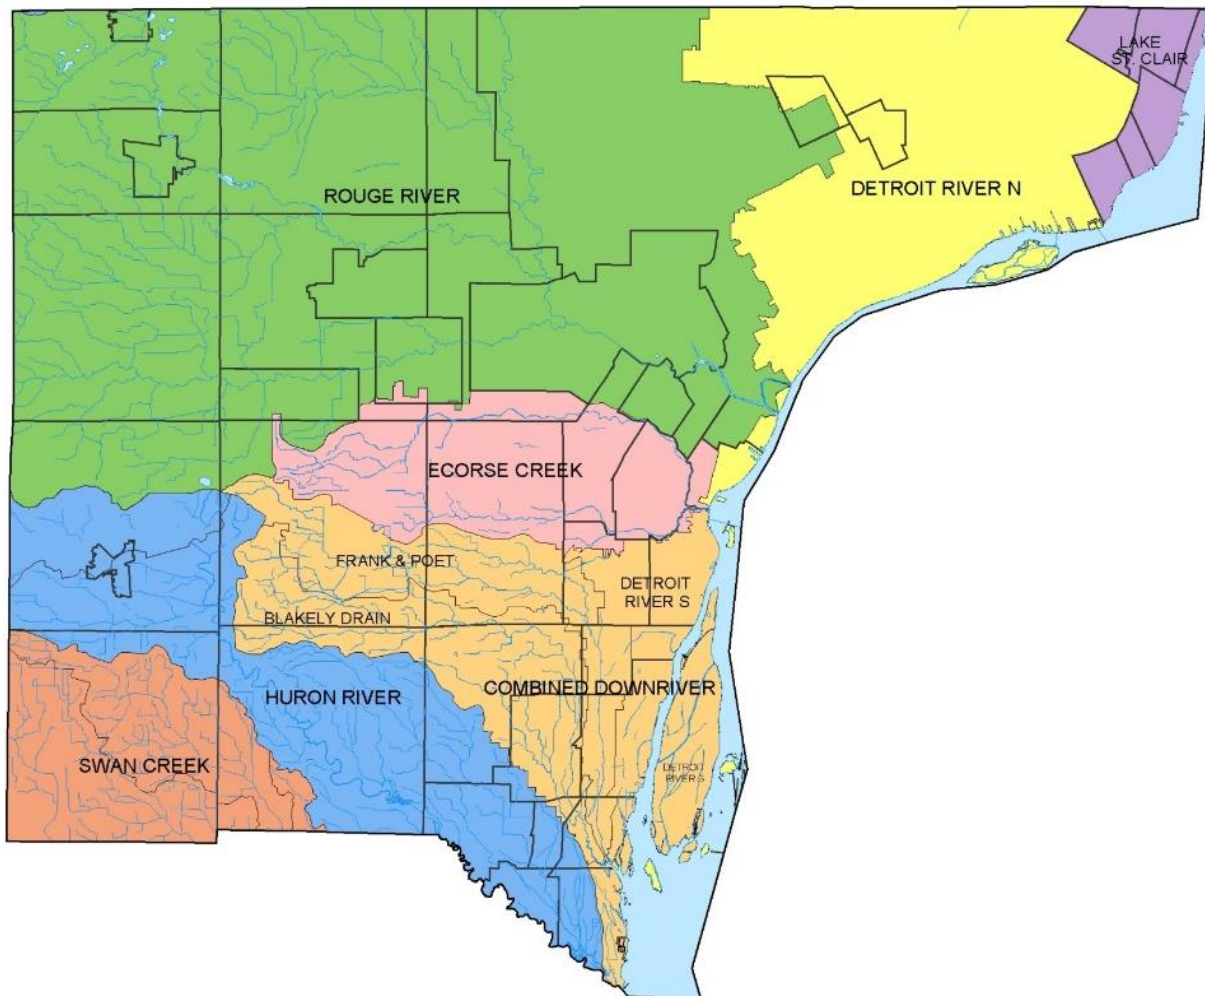 LAKE
ST. CLAIR
ROUGE RIVER
DETROIT RIVER N
ECORSE CREEK
FRANK & POET
DETROIT
RIVER S
BLAKELY DRAIN
HURON RIVER
COMBINED DOWNRIVER
SWAN CREEK
DETROIT
RIVER S